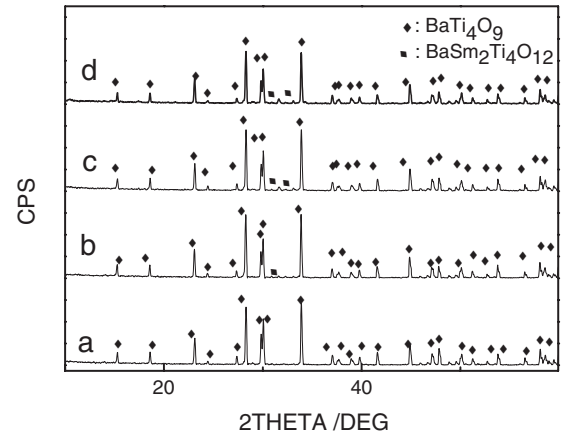 ♦ : BaTi₄O₉
▪ : BaSm₂Ti₄O₁₂
d
c
b
a
CPS
20 40
2THETA /DEG